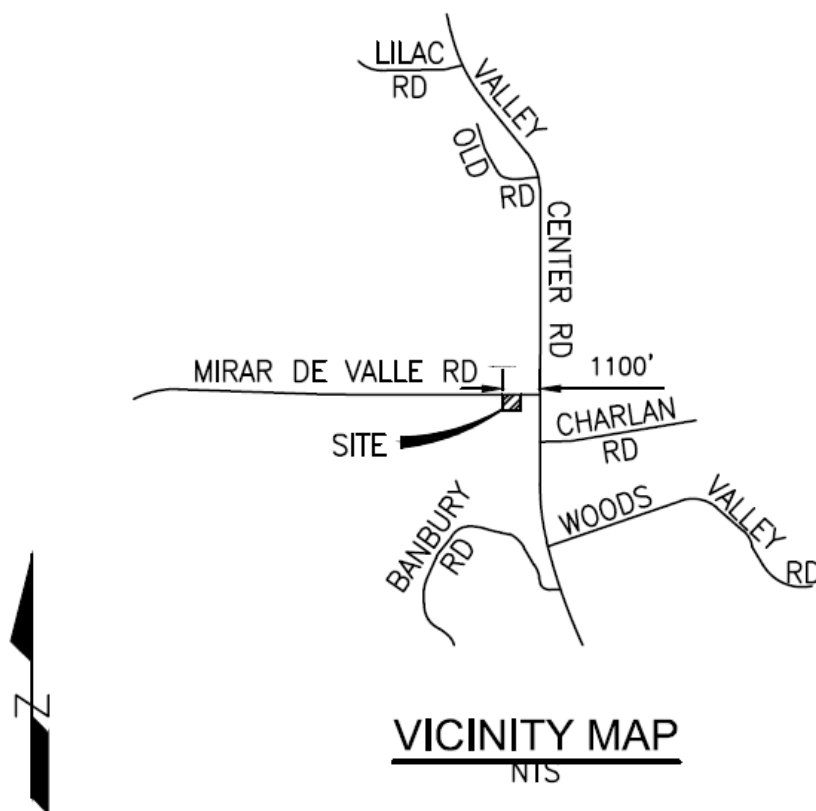 LILAC
RD
VALLEY
CENTER RD
OLD
RD
MIRAR DE VALLE RD
1100'
SITE
CHARLAN
RD
BANBURY
RD
WOODS
VALLEY
RD
N
VICINITY MAP
NTS